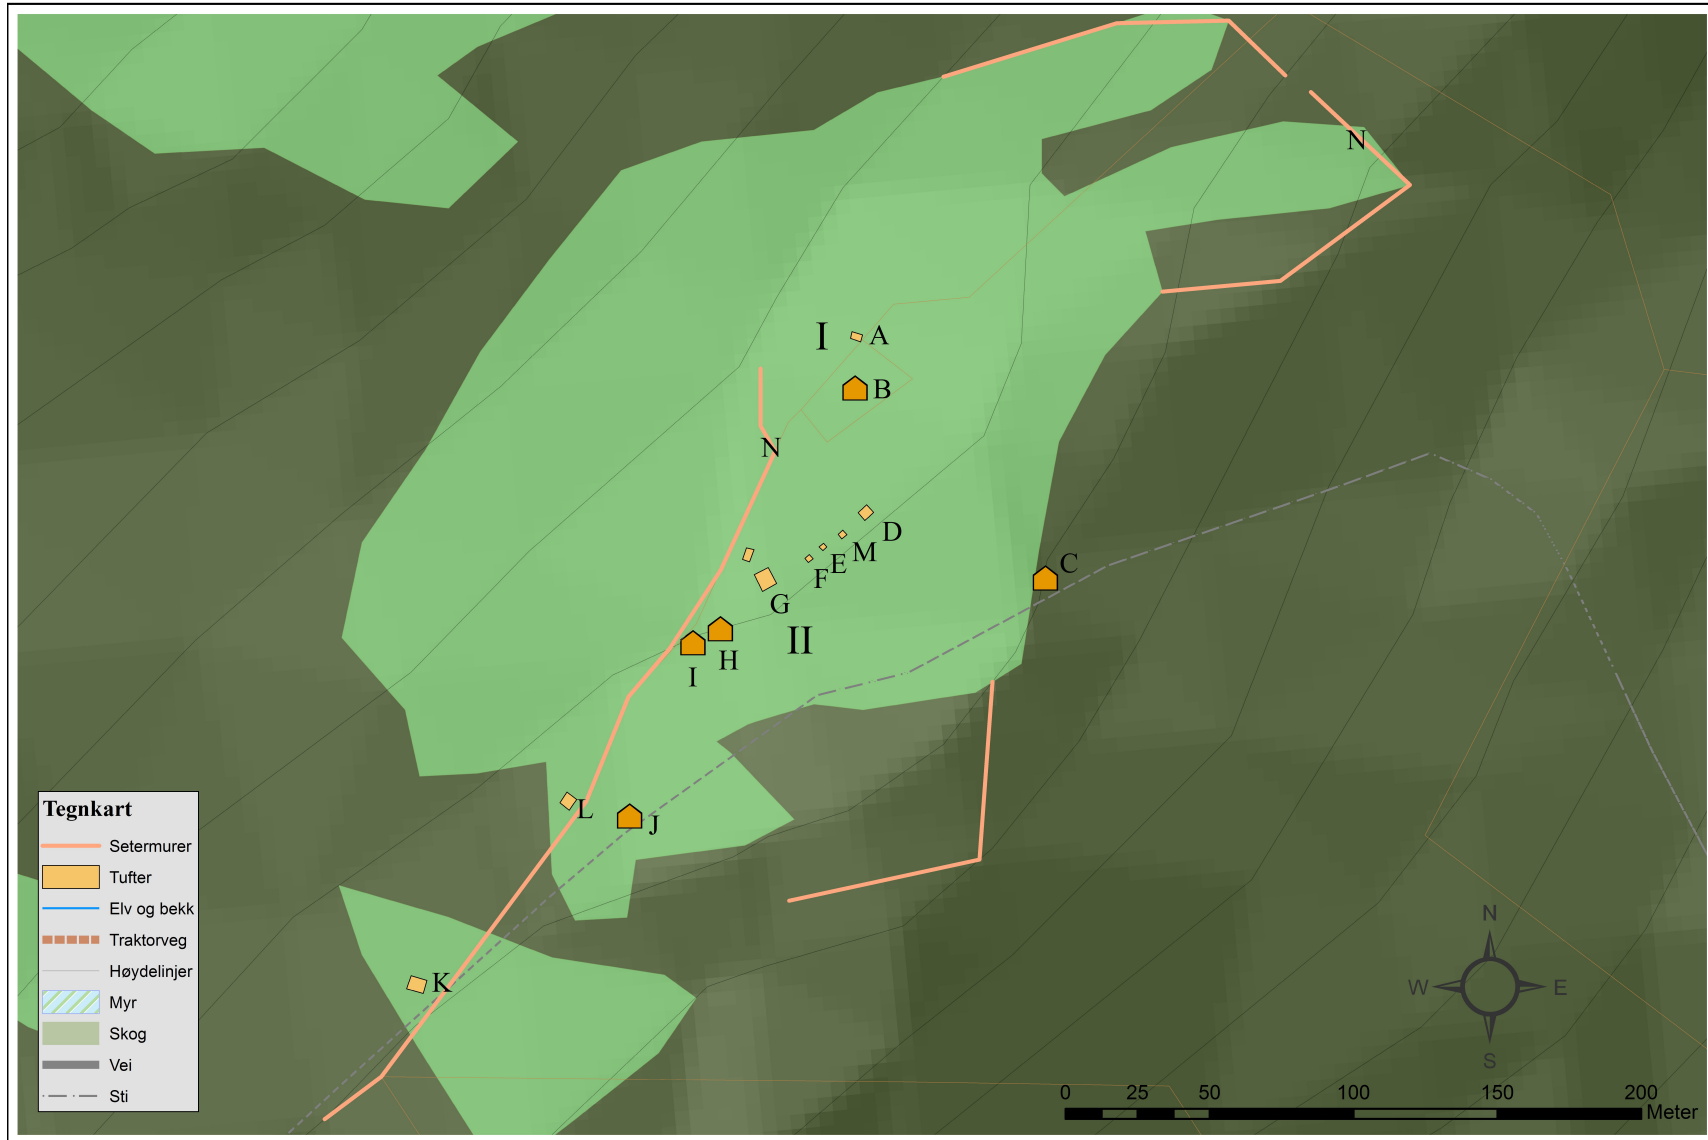 N
I
A
B
N
D
M
E
F
C
G
II
H
I
L
J
K
Tegnkart
Setermurer
Tufter
Elv og bekk
Traktorveg
Høydelinjer
Myr
Skog
Vei
Sti
N
W E
S
0 25 50 100 150 200
Meter